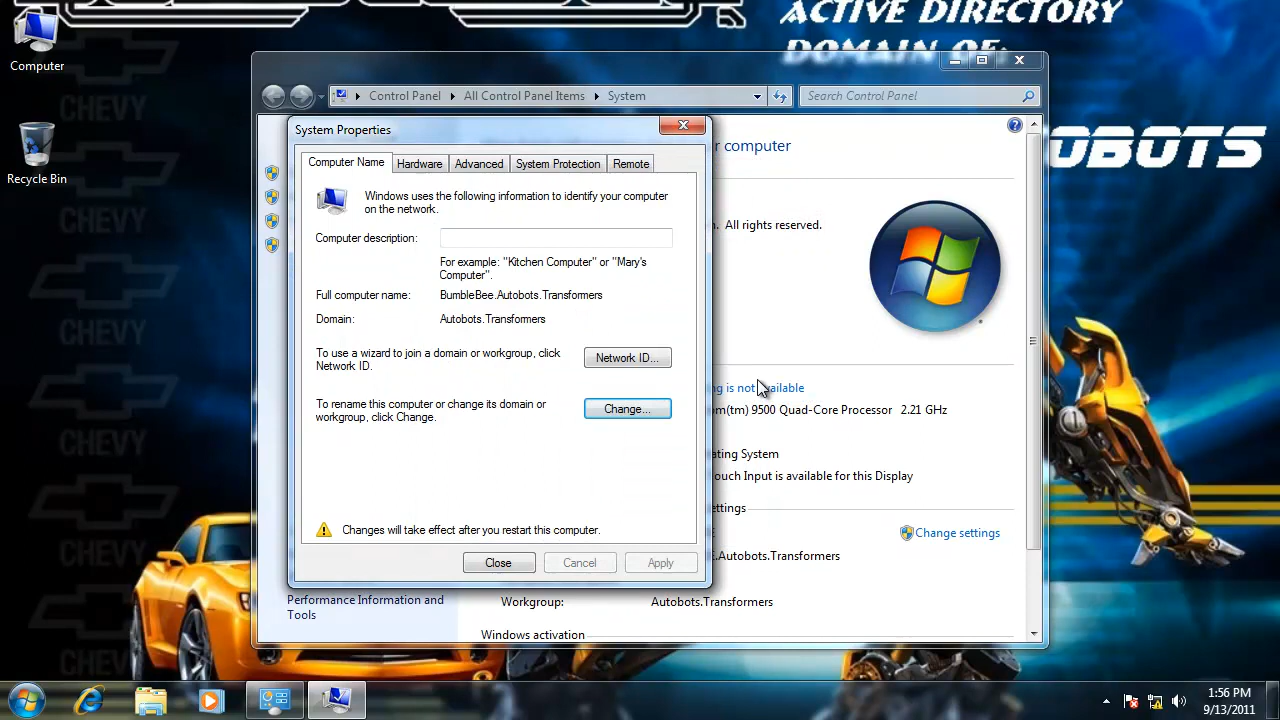 ACTIVE DIRECTORY
DOMAIN OF:
OBOTS
Computer
Recycle Bin
CHEVY
CHEVY
CHEVY
CHEVY
CHEVY
Control Panel
All Control Panel Items
System
Search Control Panel
System Properties
Computer Name
Hardware
Advanced
System Protection
Remote
Windows uses the following information to identify your computer
on the network.
Computer description:
For example: "Kitchen Computer" or "Mary's
Computer".
Full computer name: BumbleBee.Autobots.Transformers
Domain: Autobots.Transformers
To use a wizard to join a domain or workgroup, click
Network ID.
Network ID...
To rename this computer or change its domain or
workgroup, click Change.
Change...
Changes will take effect after you restart this computer.
Close
Cancel
Apply
r computer
. All rights reserved.
ng is not available
em(tm) 9500 Quad-Core Processor 2.21 GHz
ating System
ouch Input is available for this Display
ettings
Change settings
E.Autobots.Transformers
Workgroup: Autobots.Transformers
Windows activation
Performance Information and
Tools
1:56 PM
9/13/2011